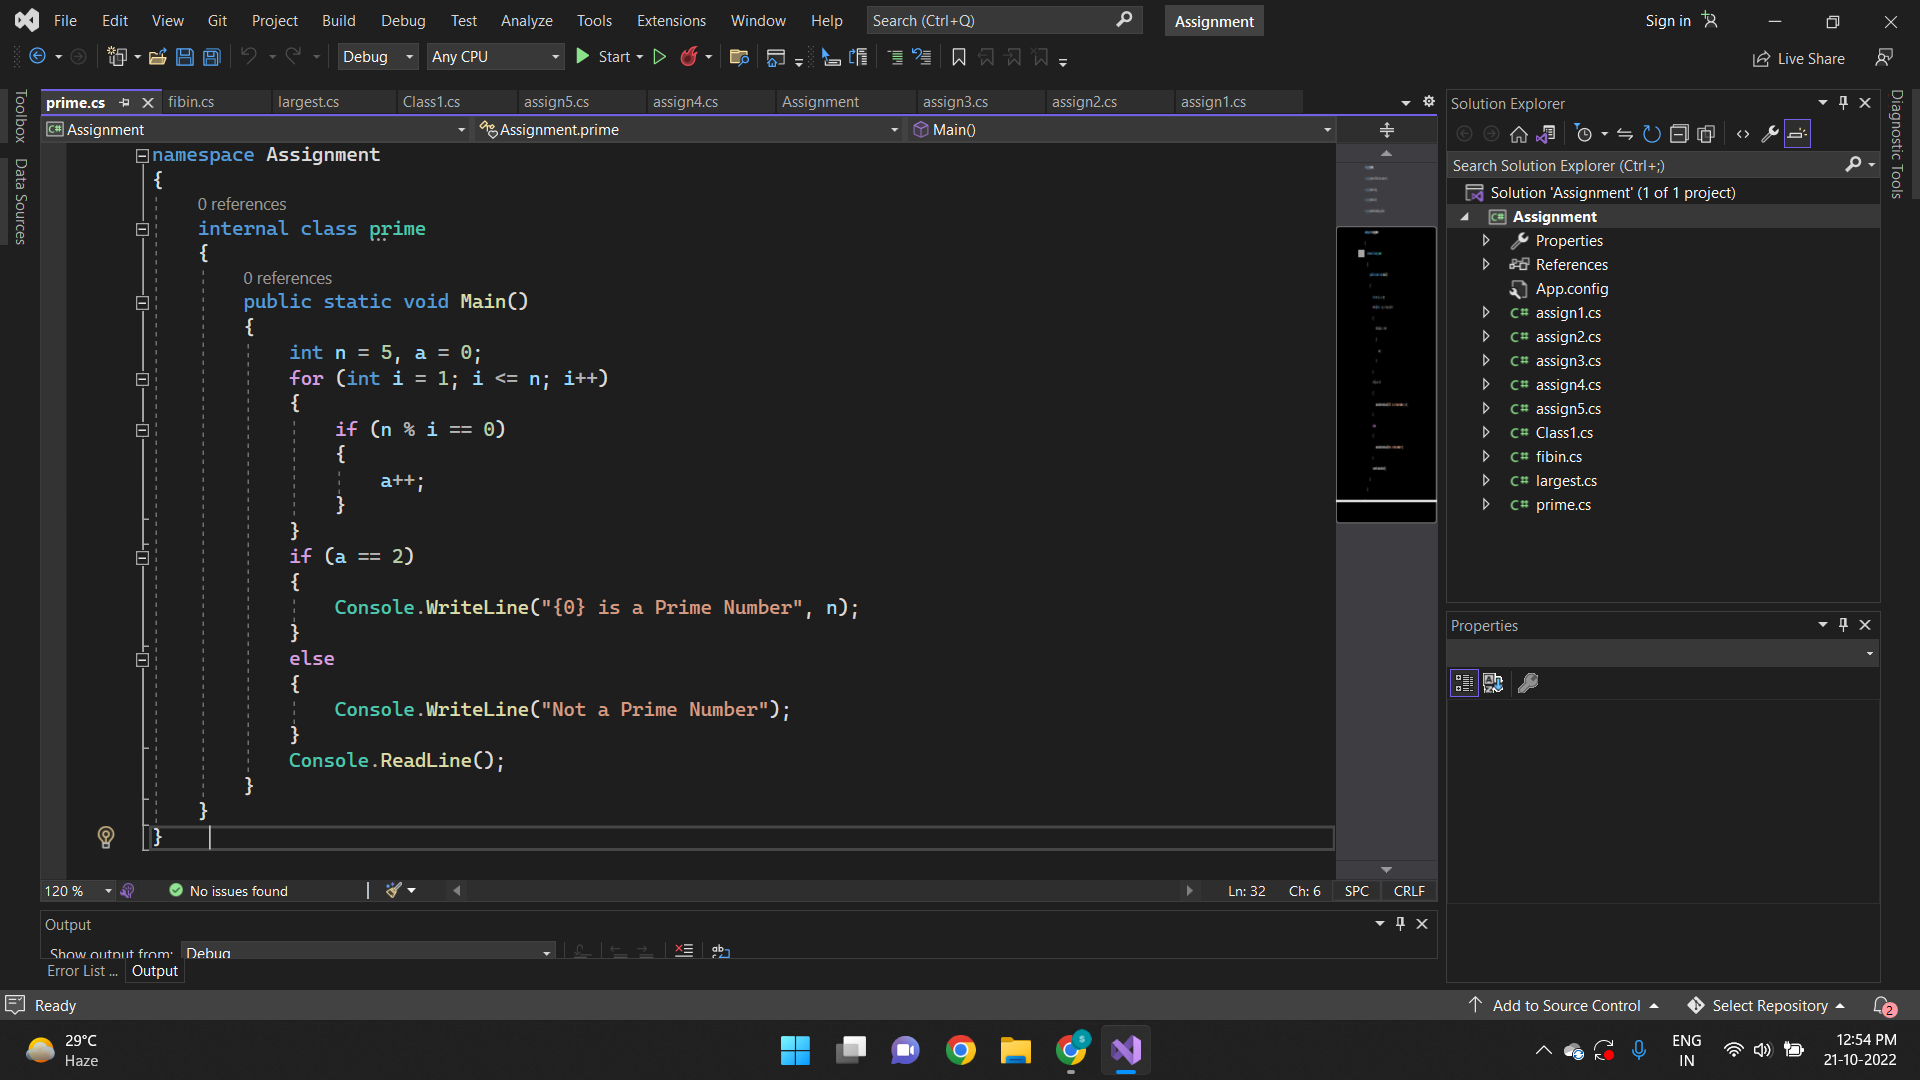 File Edit View Git Project Build Debug Test Analyze Tools Extensions Window Help Search (Ctrl+Q) Assignment Sign in
Debug Any CPU Start Live Share
Toolbox
Data Sources
prime.cs fibin.cs largest.cs Class1.cs assign5.cs assign4.cs Assignment assign3.cs assign2.cs assign1.cs
C# Assignment Assignment.prime Main()
namespace Assignment
{
0 references
internal class prime
{
0 references
public static void Main()
{
int n = 5, a = 0;
for (int i = 1; i <= n; i++)
{
if (n % i == 0)
{
a++;
}
}
if (a == 2)
{
Console.WriteLine("{0} is a Prime Number", n);
}
else
{
Console.WriteLine("Not a Prime Number");
}
Console.ReadLine();
}
}
}
120 % No issues found Ln: 32 Ch: 6 SPC CRLF
Output
Show output from: Debug
Error List ... Output
Solution Explorer
Search Solution Explorer (Ctrl+;)
Solution 'Assignment' (1 of 1 project)
C# Assignment
Properties
References
App.config
C# assign1.cs
C# assign2.cs
C# assign3.cs
C# assign4.cs
C# assign5.cs
C# Class1.cs
C# fibin.cs
C# largest.cs
C# prime.cs
Properties
Diagnostic Tools
Ready Add to Source Control Select Repository 2
29°C
Haze
S
ENG
IN
12:54 PM
21-10-2022